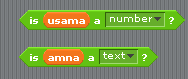 is usama a number ?
is amna a text ?